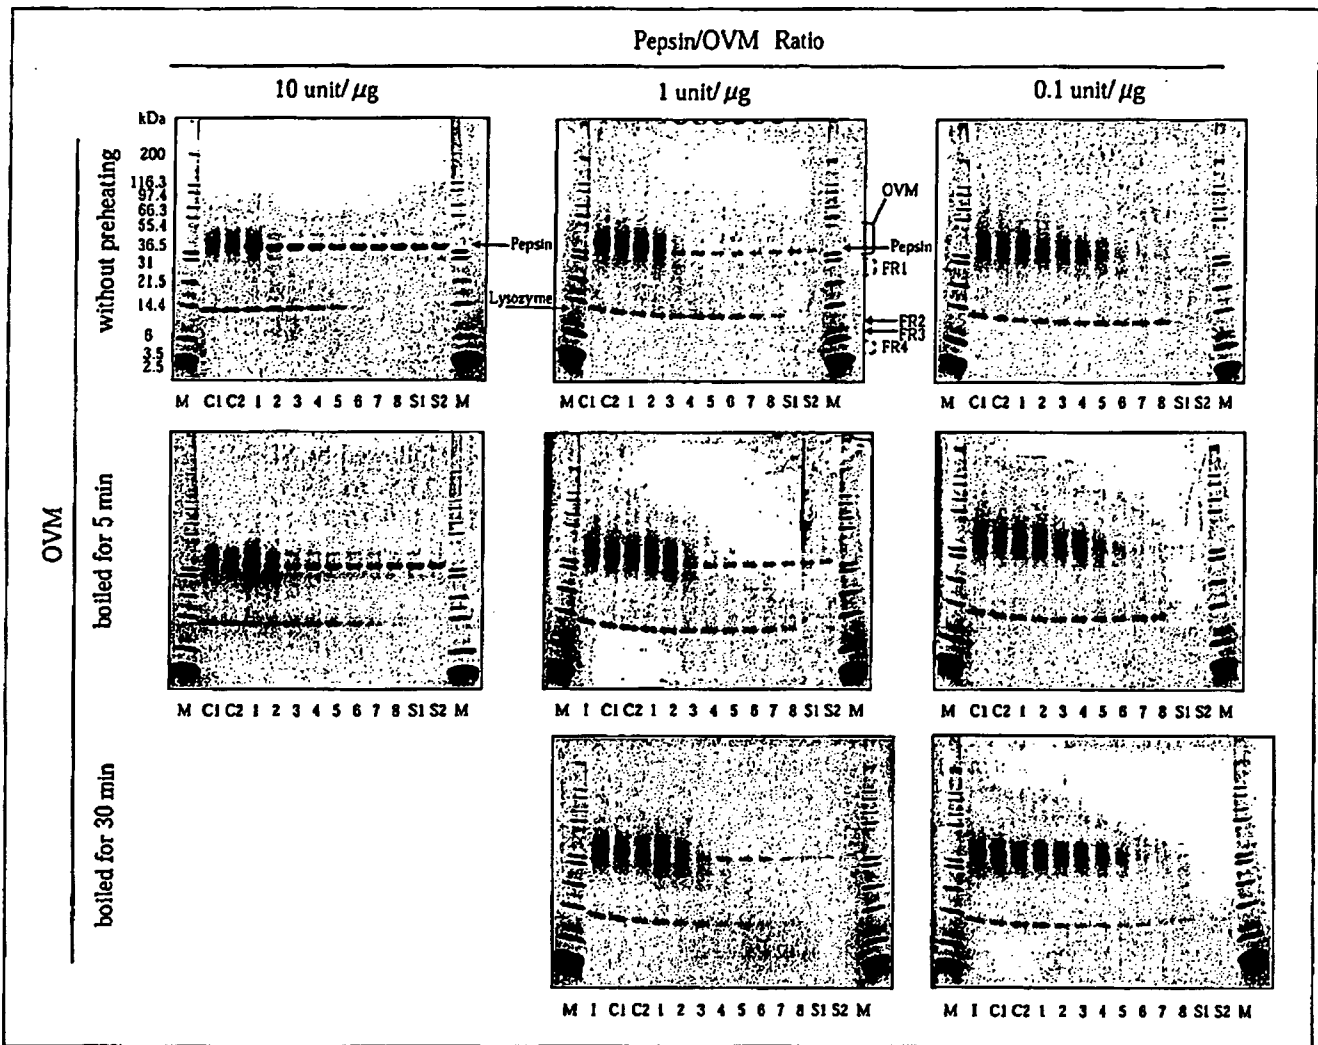 Pepsin/OVM Ratio
10 unit/ μg
1 unit/ μg
0.1 unit/ μg
OVM
without preheating
boiled for 5 min
boiled for 30 min
kDa
200
116.3
97.4
66.3
55.4
36.5
31
21.5
14.4
6
3.5
2.5
Pepsin
Lysozyme
OVM
Pepsin
FR1
FR2
FR3
FR4
M C1 C2 1 2 3 4 5 6 7 8 S1 S2 M
M C1 C2 1 2 3 4 5 6 7 8 S1 S2 M
M C1 C2 1 2 3 4 5 6 7 8 S1 S2 M
M C1 C2 1 2 3 4 5 6 7 8 S1 S2 M
M I C1 C2 1 2 3 4 5 6 7 8 S1 S2 M
M C1 C2 1 2 3 4 5 6 7 8 S1 S2 M
M I C1 C2 1 2 3 4 5 6 7 8 S1 S2 M
M I C1 C2 1 2 3 4 5 6 7 8 S1 S2 M